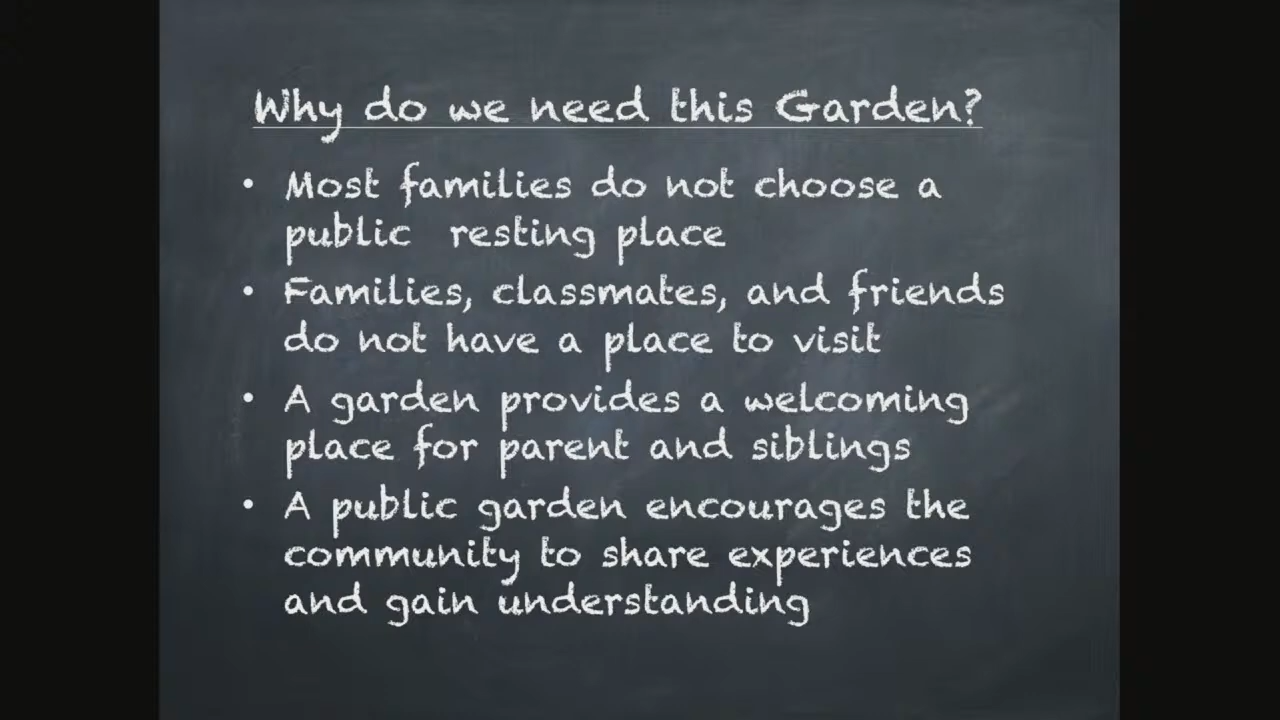 Why do we need this Garden?
• Most families do not choose a
public  resting place
• Families, classmates, and friends
do not have a place to visit
• A garden provides a welcoming
place for parent and siblings
• A public garden encourages the
community to share experiences
and gain understanding